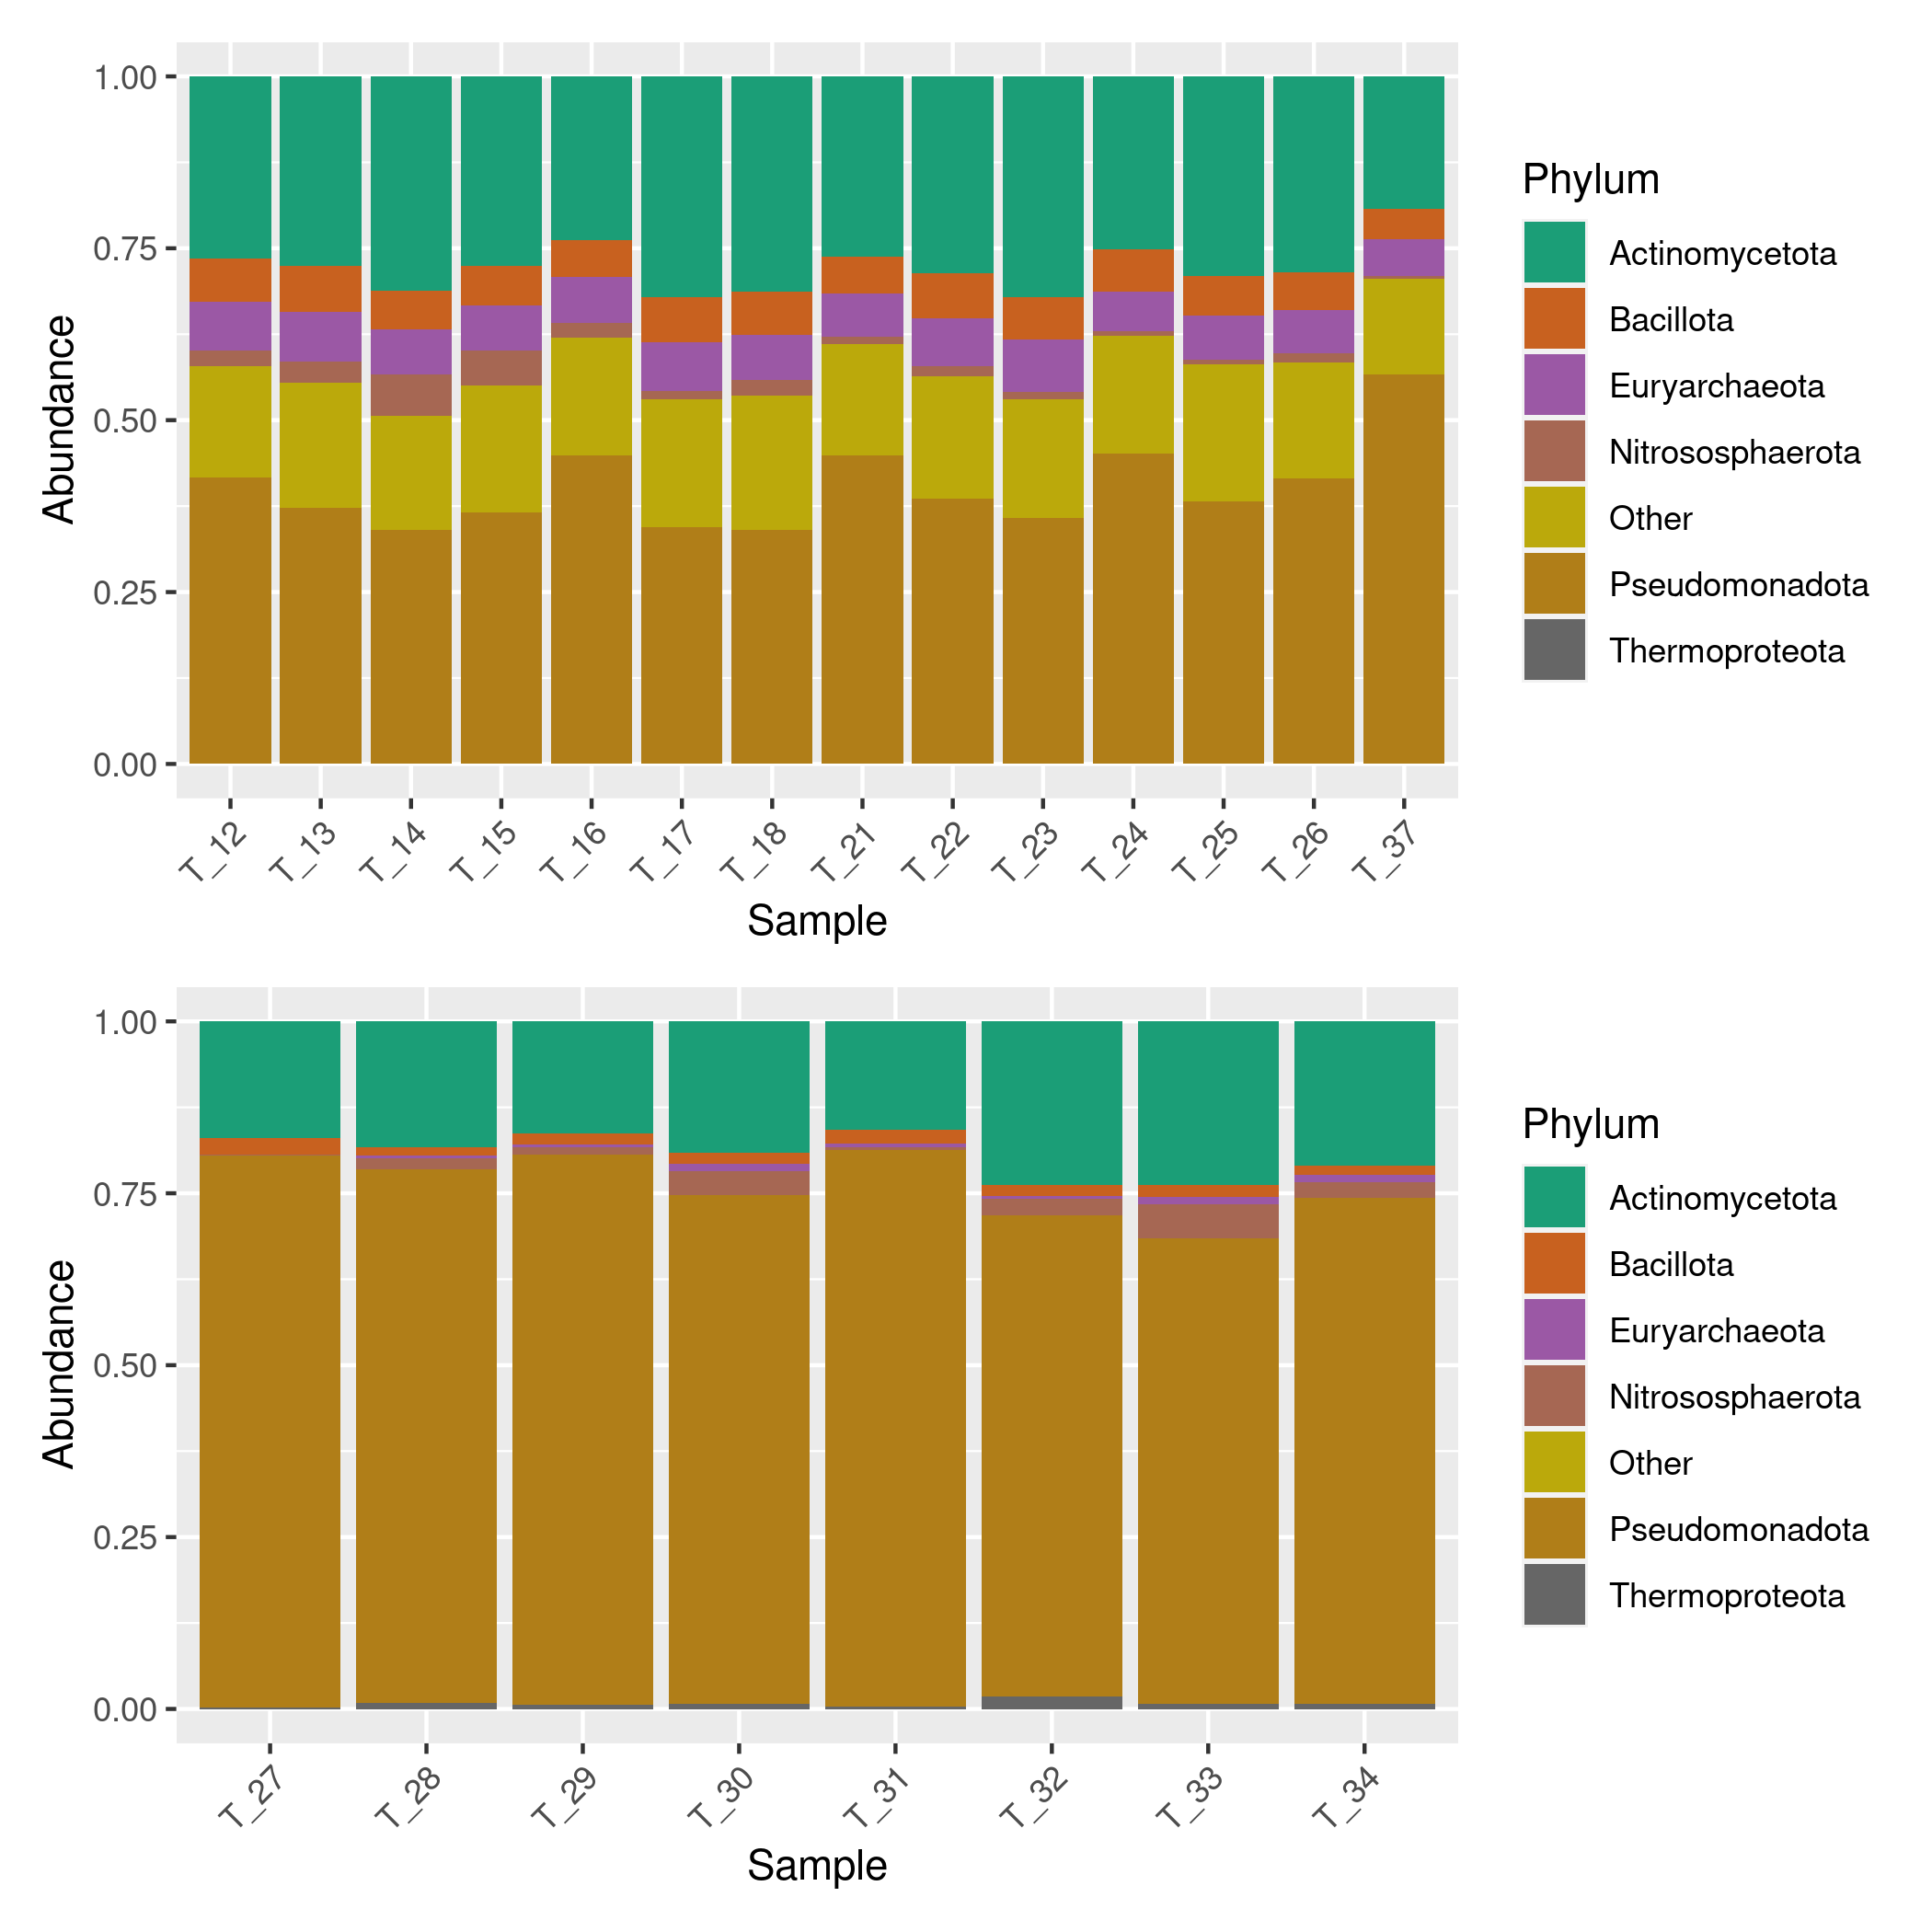 1.00
0.75
0.50
0.25
0.00
Abundance
T_12
T_13
T_14
T_15
T_16
T_17
T_18
T_21
T_22
T_23
T_24
T_25
T_26
T_37
Sample
Phylum
Actinomycetota
Bacillota
Euryarchaeota
Nitrososphaerota
Other
Pseudomonadota
Thermoproteota
1.00
0.75
0.50
0.25
0.00
Abundance
T_27
T_28
T_29
T_30
T_31
T_32
T_33
T_34
Sample
Phylum
Actinomycetota
Bacillota
Euryarchaeota
Nitrososphaerota
Other
Pseudomonadota
Thermoproteota